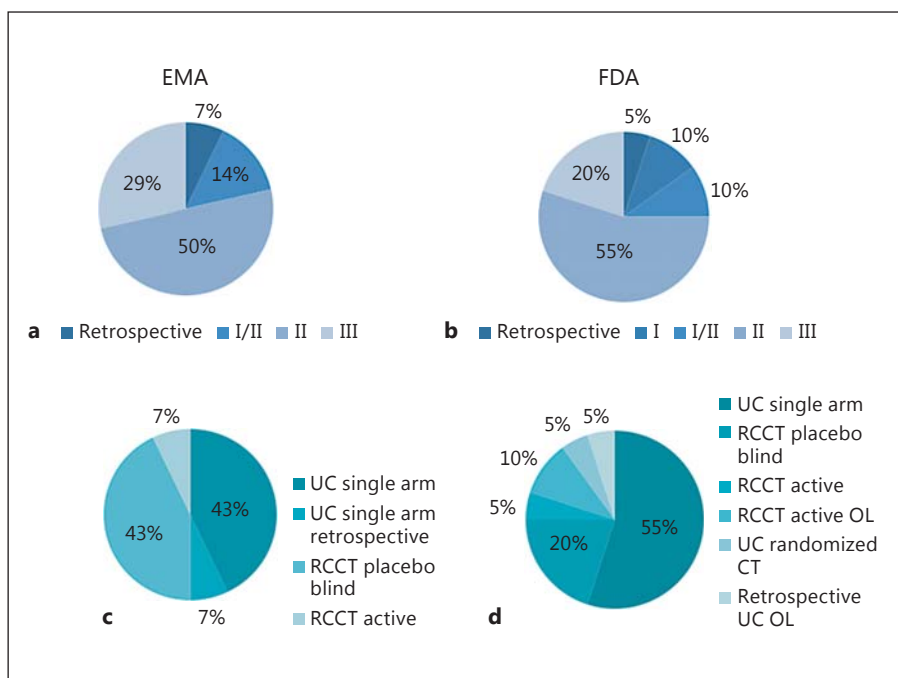 EMA
7%
14%
29%
50%
a Retrospective I/II II III
FDA
5%
10%
10%
20%
55%
b Retrospective I I/II II III
7%
43%
43%
7%
c
UC single arm
UC single arm
retrospective
RCCT placebo
blind
RCCT active
5%
5%
10%
5%
20%
55%
d
UC single arm
RCCT placebo
blind
RCCT active
RCCT active OL
UC randomized
CT
Retrospective
UC OL